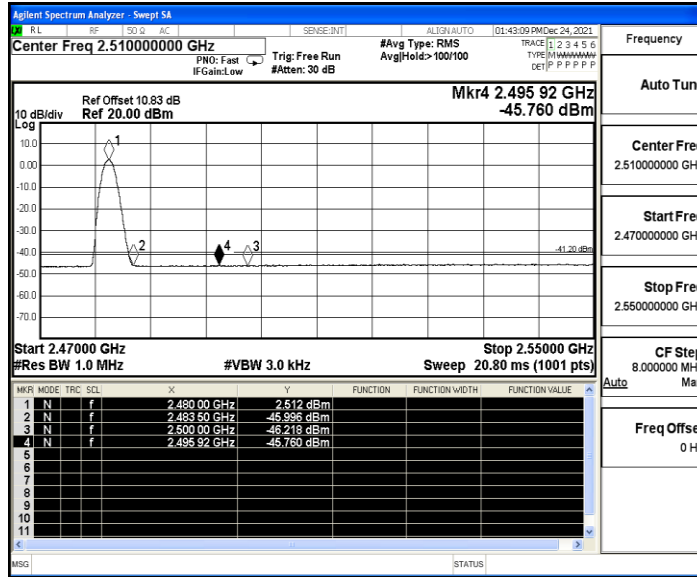 Agilent Spectrum Analyzer - Swept SA
RL RF 50 Ω AC SENSE:INT ALIGN AUTO 01:43:09 PM Dec 24, 2021
Center Freq 2.510000000 GHz
PNO: Fast
IFGain:Low
Trig: Free Run
#Atten: 30 dB
#Avg Type: RMS
Avg|Hold:> 100/100
TRACE 1 2 3 4 5 6
TYPE M
DET P P P P P P
Ref Offset 10.83 dB
10 dB/div Ref 20.00 dBm
Log
Mkr4 2.495 92 GHz
-45.760 dBm
10.0
0.00
-10.0
-20.0
-30.0
-40.0
-50.0
-60.0
-70.0
1
2
4
3
-41.20 dBm
Start 2.47000 GHz Stop 2.55000 GHz
#Res BW 1.0 MHz #VBW 3.0 kHz Sweep 20.80 ms (1001 pts)
MKR MODE TRC SCL X Y FUNCTION FUNCTION WIDTH FUNCTION VALUE
1 N f 2.480 00 GHz 2.512 dBm
2 N f 2.483 50 GHz -45.996 dBm
3 N f 2.500 00 GHz -46.218 dBm
4 N f 2.495 92 GHz -45.760 dBm
5
6
7
8
9
10
11
MSG STATUS
Frequency
Auto Tun
Center Fre
2.510000000 GH
Start Fre
2.470000000 GH
Stop Fre
2.550000000 GH
CF Step
8.000000 MH
Auto Ma
Freq Offse
0 H